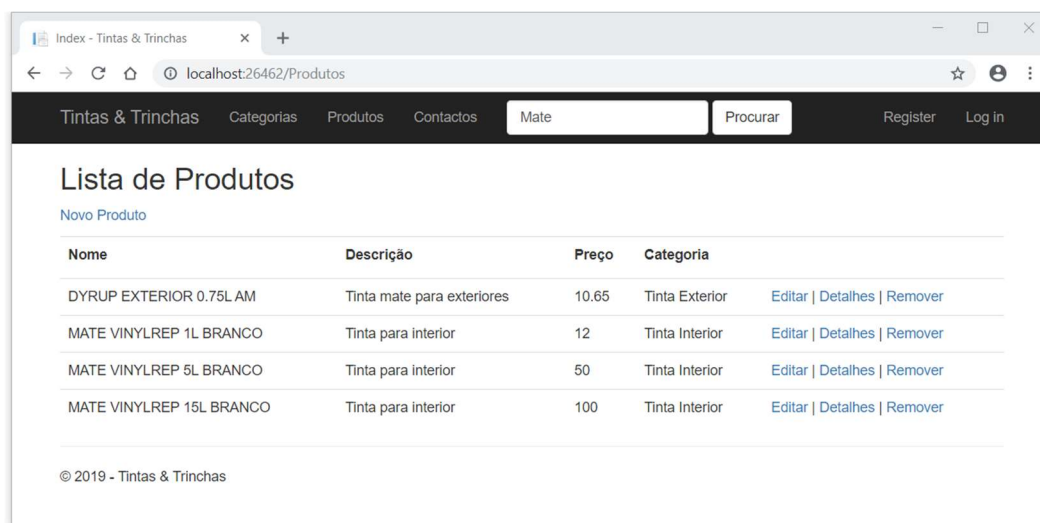 Index - Tintas & Trinchas
localhost:26462/Produtos
Tintas & Trinchas Categorias Produtos Contactos Mate Procurar Register Log in
Lista de Produtos
Novo Produto
Nome Descrição Preço Categoria
DYRUP EXTERIOR 0.75L AM Tinta mate para exteriores 10.65 Tinta Exterior Editar | Detalhes | Remover
MATE VINYLREP 1L BRANCO Tinta para interior 12 Tinta Interior Editar | Detalhes | Remover
MATE VINYLREP 5L BRANCO Tinta para interior 50 Tinta Interior Editar | Detalhes | Remover
MATE VINYLREP 15L BRANCO Tinta para interior 100 Tinta Interior Editar | Detalhes | Remover
© 2019 - Tintas & Trinchas